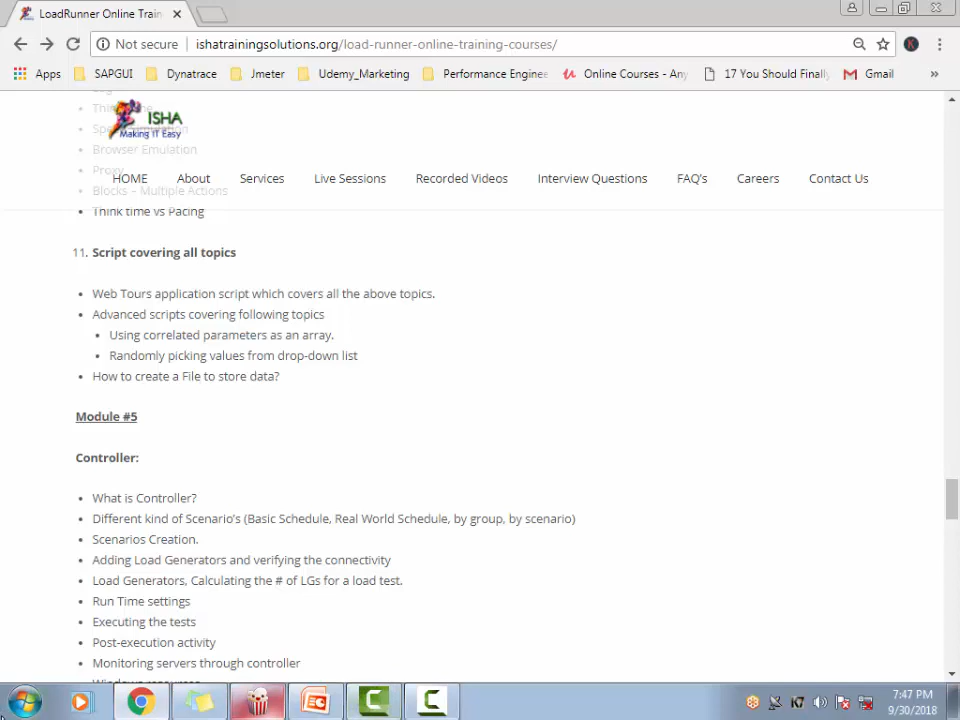 LoadRunner Online Train
Not secure
ishatrainingsolutions.org/load-runner-online-training-courses/
K
Apps
SAPGUI
Dynatrace
Jmeter
Udemy_Marketing
Performance Enginee
Online Courses - Any
17 You Should Finally
Gmail
»
ISHA
Making IT Easy
Browser Emulation
Proxy
HOME About Services Live Sessions Recorded Videos Interview Questions FAQ's Careers Contact Us
Blocks – Multiple Actions
Think time vs Pacing
11. Script covering all topics
Web Tours application script which covers all the above topics.
Advanced scripts covering following topics
Using correlated parameters as an array.
Randomly picking values from drop-down list
How to create a File to store data?
Module #5
Controller:
What is Controller?
Different kind of Scenario's (Basic Schedule, Real World Schedule, by group, by scenario)
Scenarios Creation.
Adding Load Generators and verifying the connectivity
Load Generators, Calculating the # of LGs for a load test.
Run Time settings
Executing the tests
Post-execution activity
Monitoring servers through controller
7:47 PM
9/30/2018